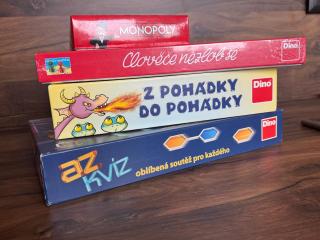 MONOPOLY
Člověče nezlob se
Dino
Z POHÁDKY
DO POHÁDKY
Dino
AZ
KVÍZ
oblíbená soutěž pro každého
Dino